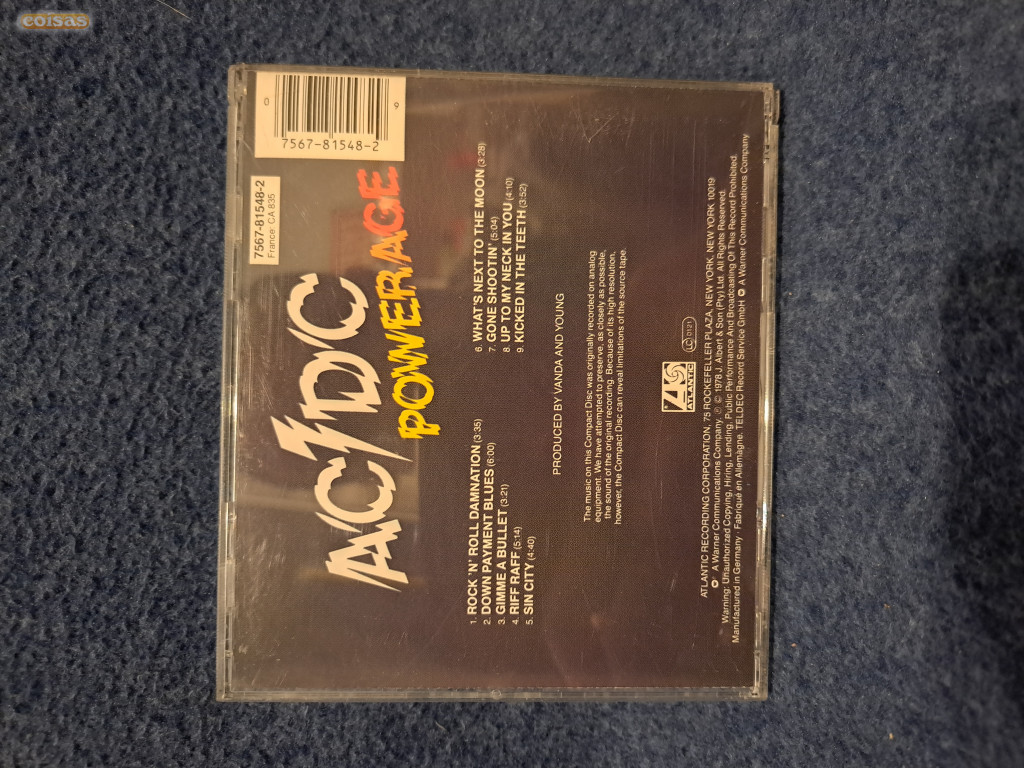 coisas
0 9
7567-81548-2
7567-81548-2
France: CA 835
AC/DC
POWERAGE
1. ROCK 'N' ROLL DAMNATION (3:35)
2. DOWN PAYMENT BLUES (6:00)
3. GIMME A BULLET (3:21)
4. RIFF RAFF (5:14)
5. SIN CITY (4:40)
6. WHAT'S NEXT TO THE MOON (3:28)
7. GONE SHOOTIN' (5:04)
8 UP TO MY NECK IN YOU (4:10)
9. KICKED IN THE TEETH (3:52)
PRODUCED BY VANDA AND YOUNG
The music on this Compact Disc was originally recorded on analog
equipment. We have attempted to preserve, as closely as possible,
the sound of the original recording. Because of its high resolution,
however, the Compact Disc can reveal limitations of the source tape.
ATLANTIC
LC 0121
ATLANTIC RECORDING CORPORATION, 75 ROCKEFELLER PLAZA, NEW YORK, NEW YORK 10019
A Warner Communications Company. ℗ © 1978 J. Albert & Son (Pty) Ltd. All Rights Reserved.
Warning: Unauthorized Copying, Hiring, Lending, Public Performance And Broadcasting Of This Record Prohibited.
Manufactured in Germany · Fabriqué en Allemagne. TELDEC Record Service GmbH A Warner Communications Company